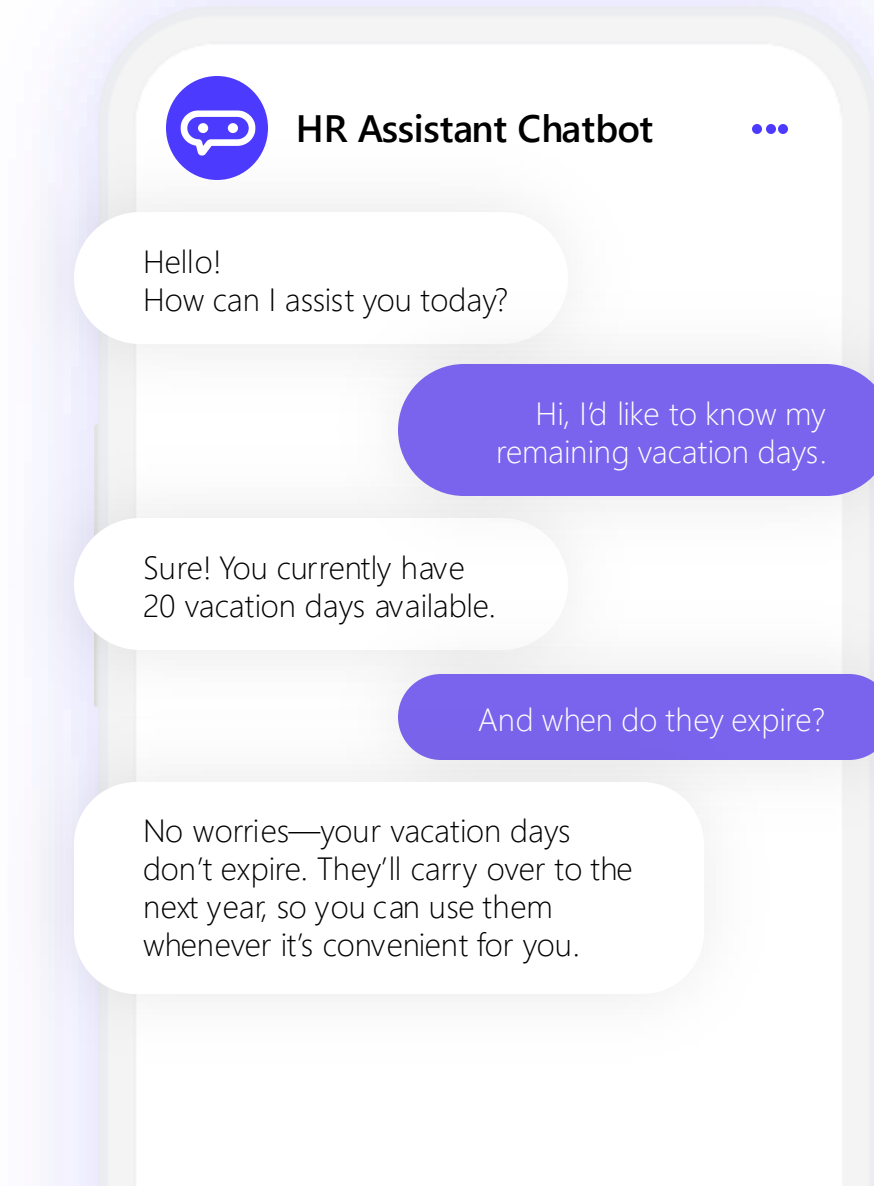 HR Assistant Chatbot
Hello!
How can I assist you today?
Hi, I’d like to know my
remaining vacation days.
Sure! You currently have
20 vacation days available.
And when do they expire?
No worries—your vacation days
don’t expire. They’ll carry over to the
next year, so you can use them
whenever it’s convenient for you.